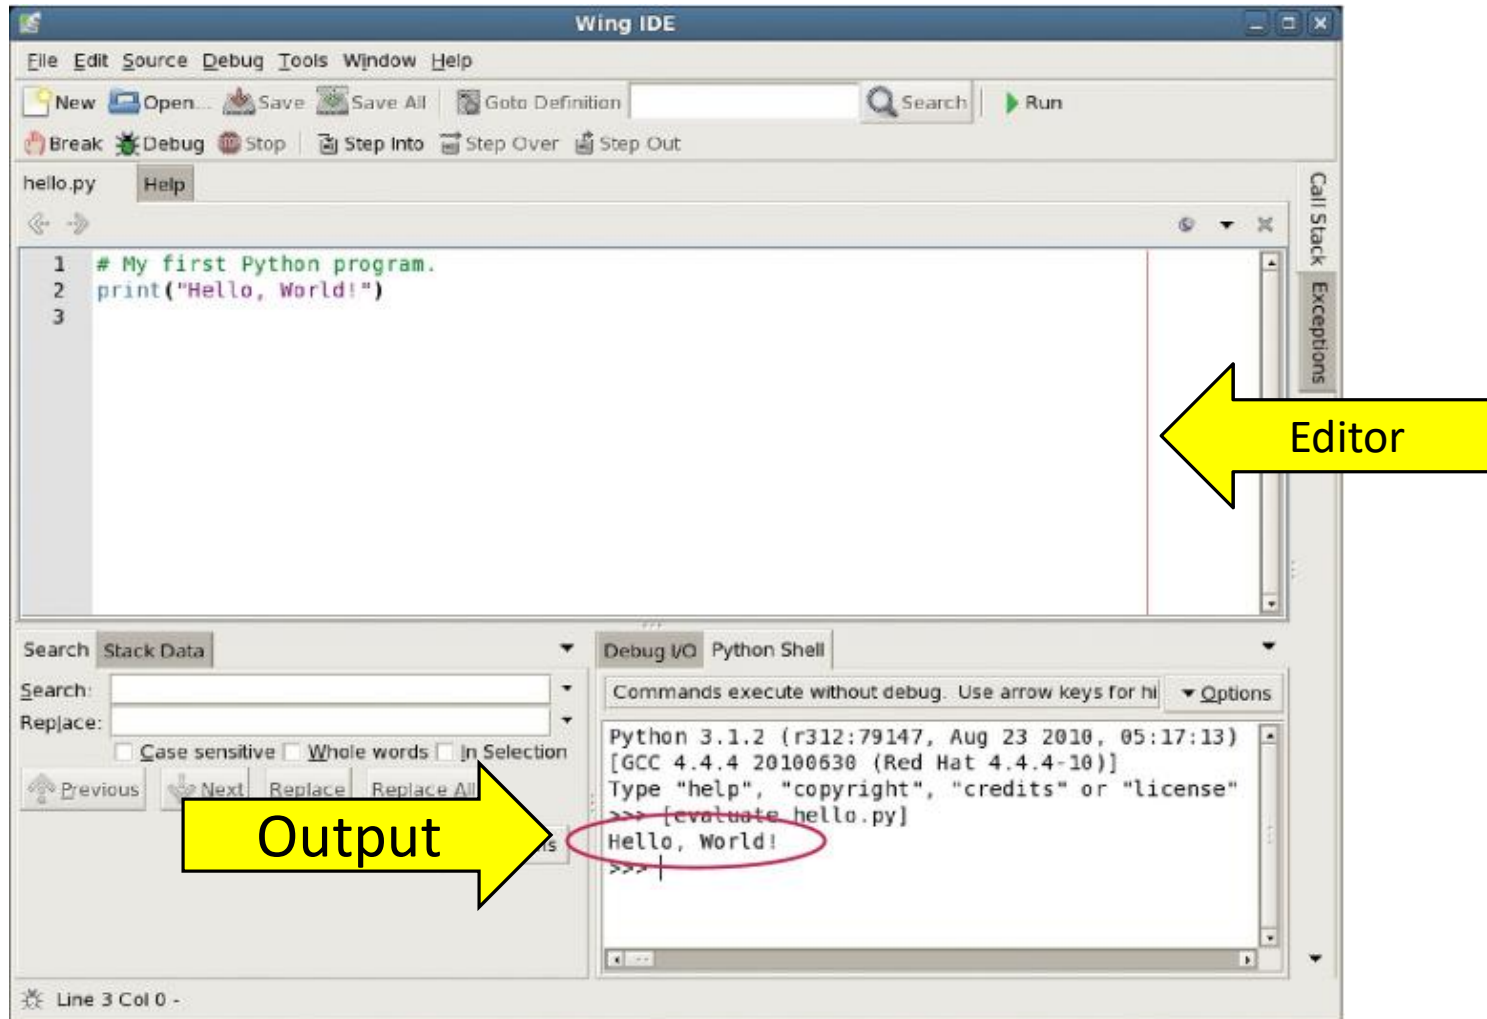 Wing IDE
File Edit Source Debug Tools Window Help
New Open... Save Save All Goto Definition Search Run
Break Debug Stop Step Into Step Over Step Out
hello.py Help
Call Stack Exceptions
1 # My first Python program.
2 print("Hello, World!")
3
Editor
Search Stack Data
Debug I/O Python Shell
Search:
Commands execute without debug. Use arrow keys for hi Options
Replace:
Case sensitive Whole words In Selection
Previous Next Replace Replace All
Python 3.1.2 (r312:79147, Aug 23 2010, 05:17:13)
[GCC 4.4.4 20100630 (Red Hat 4.4.4-10)]
Type "help", "copyright", "credits" or "license"
>>> [evaluate hello.py]
Output
Hello, World!
>>>
Line 3 Col 0 -